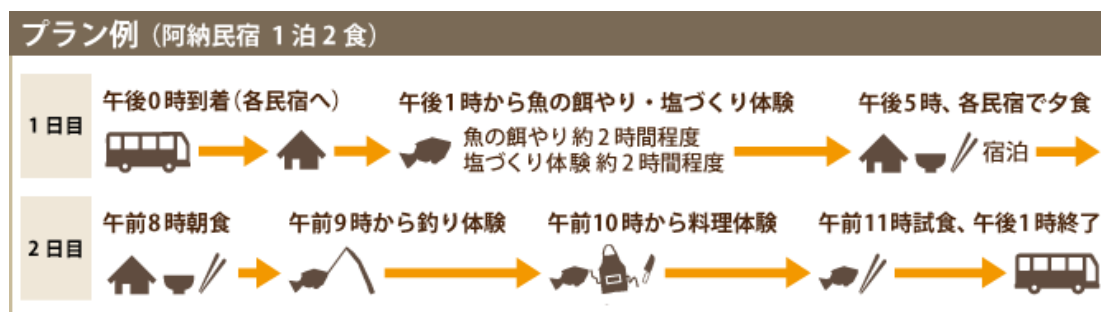 プラン例(阿納民宿 1泊2食)
1日目
午後0時到着(各民宿へ)
午後1時から魚の餌やり・塩づくり体験
魚の餌やり約2時間程度
塩づくり体験 約2時間程度
午後5時、各民宿で夕食
宿泊
2日目
午前8時朝食
午前9時から釣り体験
午前10時から料理体験
午前11時試食、午後1時終了